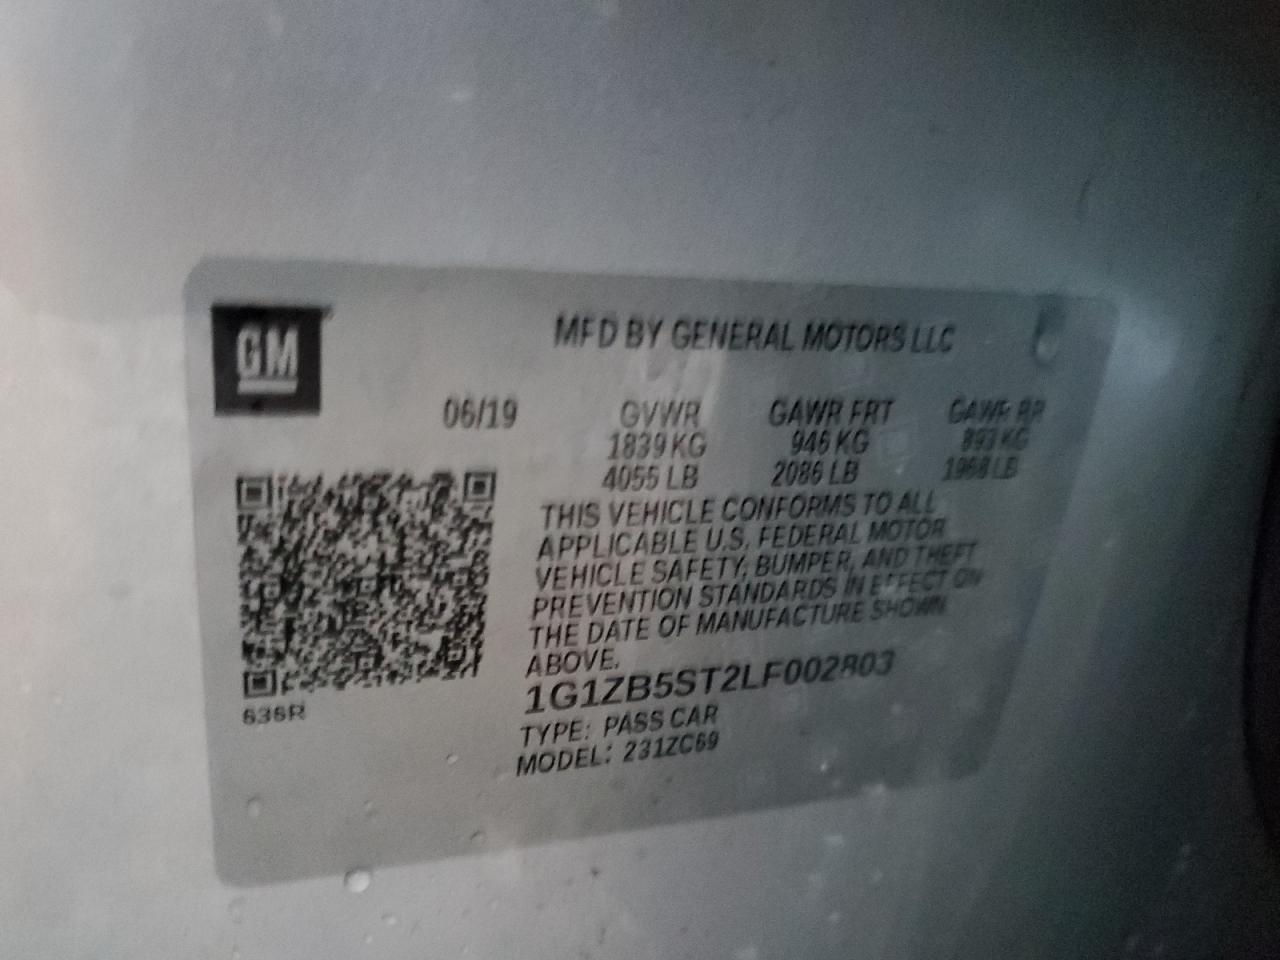 GM
MFD BY GENERAL MOTORS LLC
06/19 GVWR GAWR FRT GAWR RR
1839 KG 946 KG 893 KG
4055 LB 2086 LB 1968 LB
THIS VEHICLE CONFORMS TO ALL
APPLICABLE U.S. FEDERAL MOTOR
VEHICLE SAFETY, BUMPER, AND THEFT
PREVENTION STANDARDS IN EFFECT ON
THE DATE OF MANUFACTURE SHOWN
ABOVE.
1G1ZB5ST2LF002803
TYPE: PASS CAR
MODEL: 231ZC69
636R